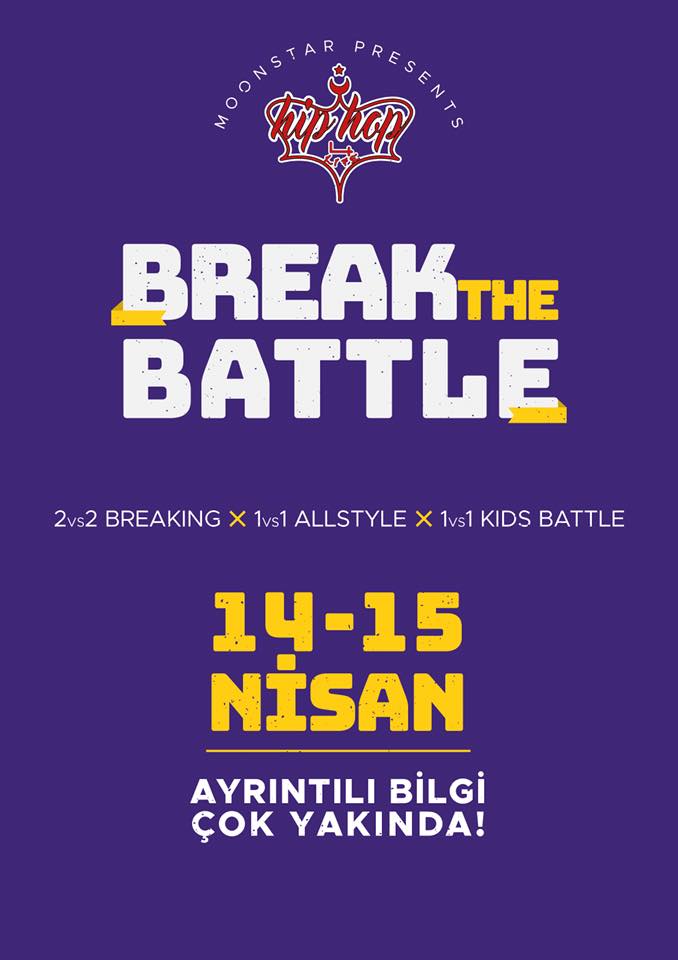 MOONSTAR PRESENTS
hip hop
BREAK THE
BATTLE
2vs2 BREAKING X 1vs1 ALLSTYLE X 1vs1 KIDS BATTLE
14-15
NİSAN
AYRINTILI BİLGİ
ÇOK YAKINDA!